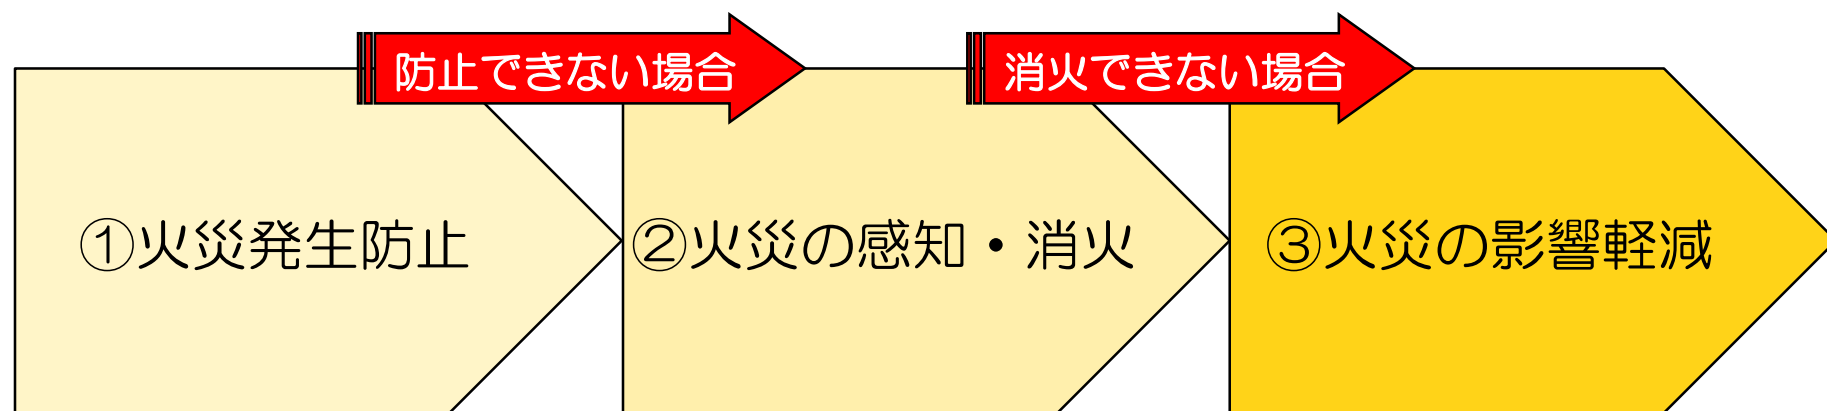 防止できない場合
消火できない場合
①火災発生防止
②火災の感知・消火
③火災の影響軽減